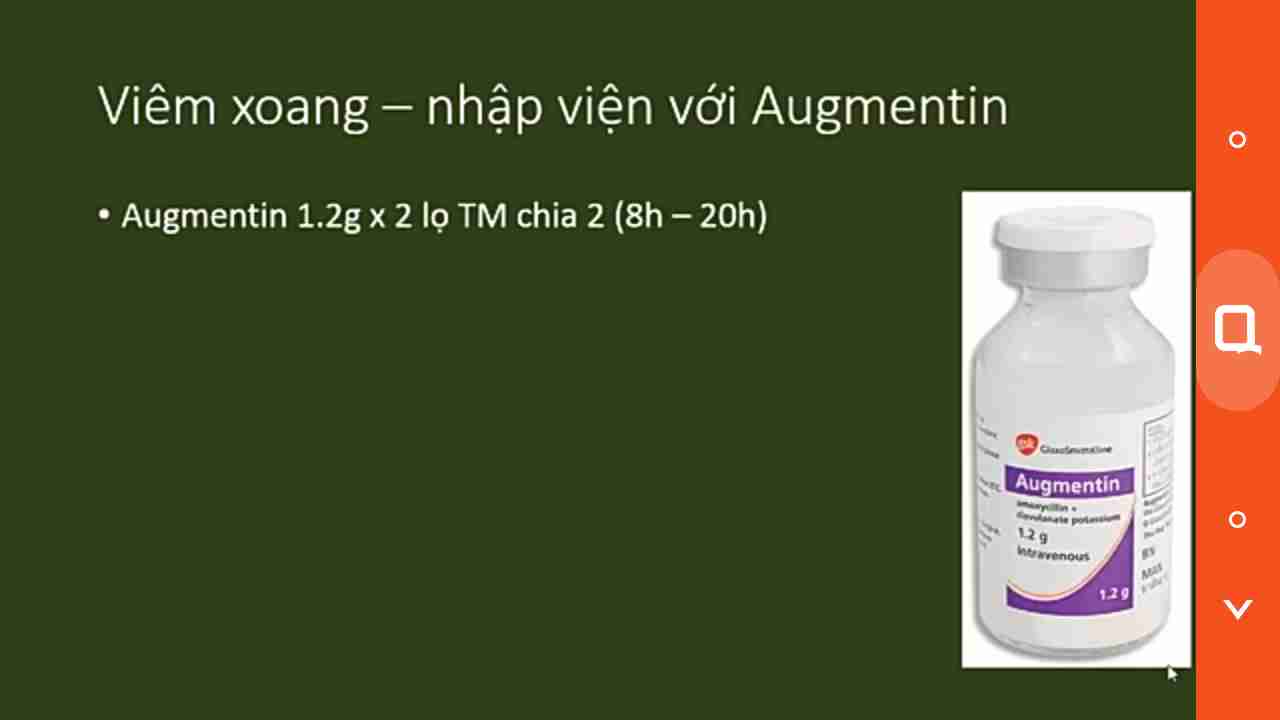 Viêm xoang – nhập viện với Augmentin
• Augmentin 1.2g x 2 lọ TM chia 2 (8h – 20h)
gsk GlaxoSmithKline
Augmentin
amoxycillin +
clavulanate potassium
1.2 g
Intravenous
1.2 g